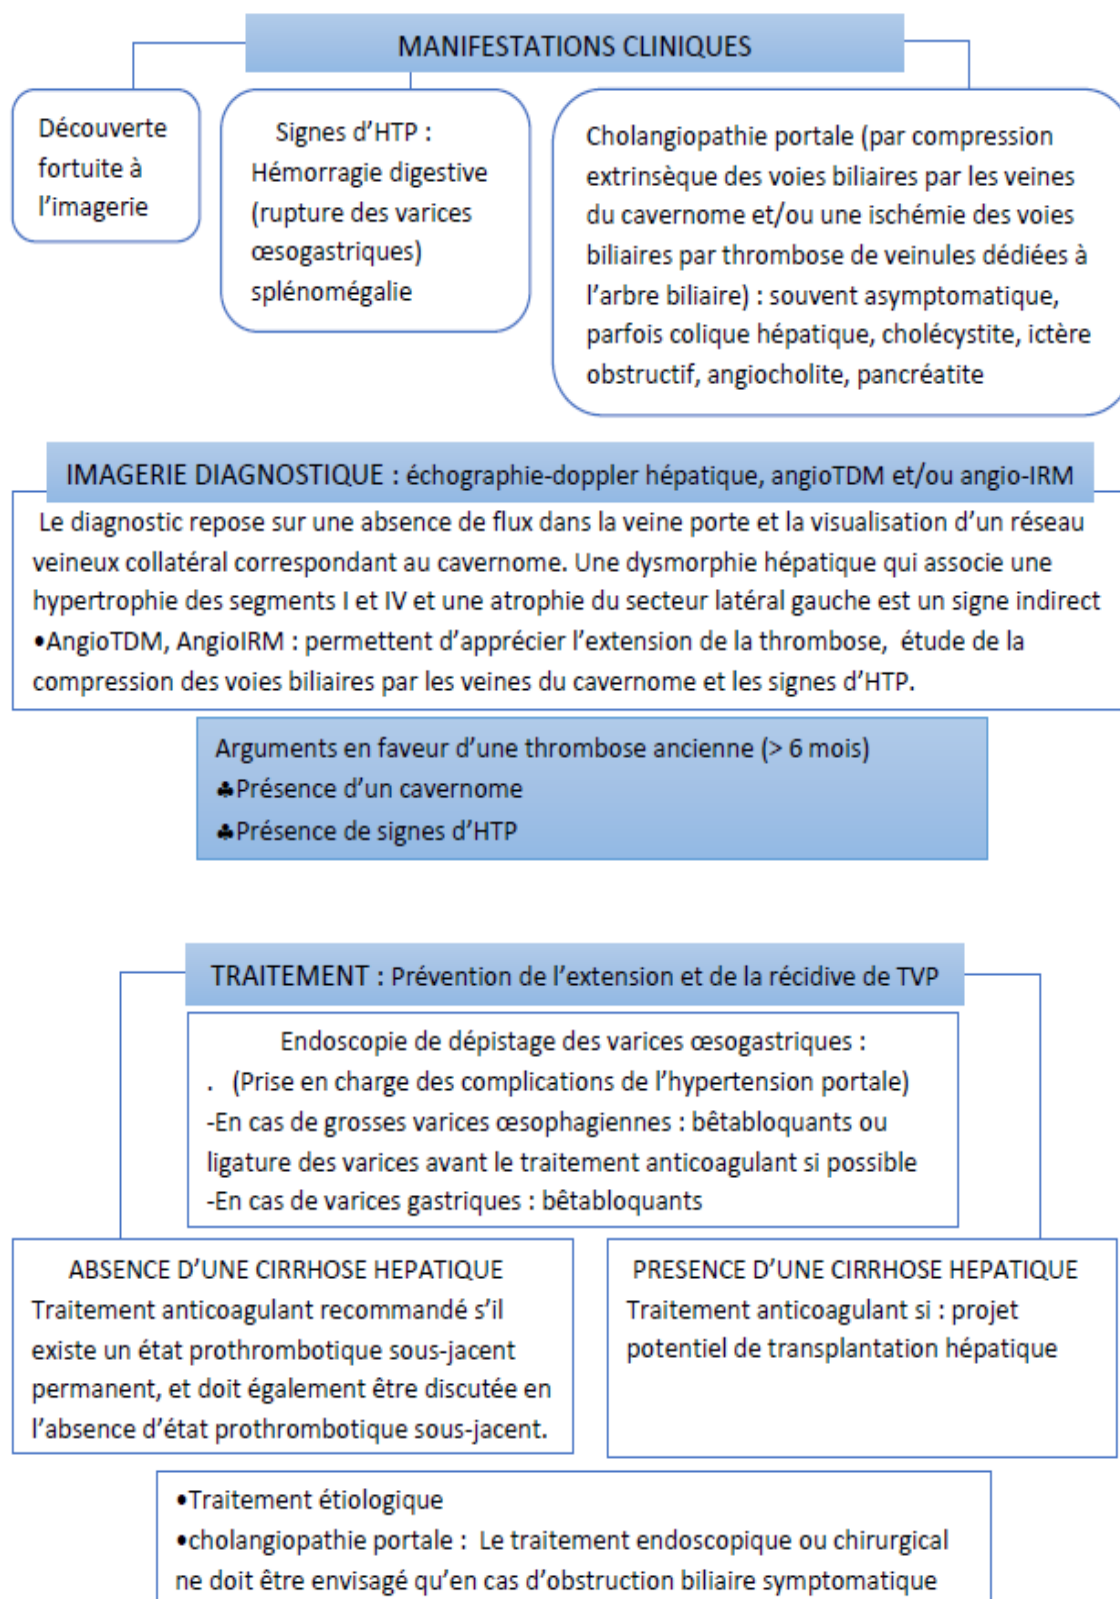 MANIFESTATIONS CLINIQUES
Découverte
fortuite à
l’imagerie
Signes d’HTP :
Hémorragie digestive
(rupture des varices
œsogastriques)
splénomégalie
Cholangiopathie portale (par compression
extrinsèque des voies biliaires par les veines
du cavernome et/ou une ischémie des voies
biliaires par thrombose de veinules dédiées à
l’arbre biliaire) : souvent asymptomatique,
parfois colique hépatique, cholécystite, ictère
obstructif, angiocholite, pancréatite
IMAGERIE DIAGNOSTIQUE : échographie-doppler hépatique, angioTDM et/ou angio-IRM
Le diagnostic repose sur une absence de flux dans la veine porte et la visualisation d’un réseau
veineux collatéral correspondant au cavernome. Une dysmorphie hépatique qui associe une
hypertrophie des segments I et IV et une atrophie du secteur latéral gauche est un signe indirect
•AngioTDM, AngioIRM : permettent d’apprécier l’extension de la thrombose, étude de la
compression des voies biliaires par les veines du cavernome et les signes d’HTP.
Arguments en faveur d’une thrombose ancienne (> 6 mois)
♣Présence d’un cavernome
♣Présence de signes d’HTP
TRAITEMENT : Prévention de l’extension et de la récidive de TVP
Endoscopie de dépistage des varices œsogastriques :
. (Prise en charge des complications de l’hypertension portale)
-En cas de grosses varices œsophagiennes : bêtabloquants ou
ligature des varices avant le traitement anticoagulant si possible
-En cas de varices gastriques : bêtabloquants
ABSENCE D’UNE CIRRHOSE HEPATIQUE
Traitement anticoagulant recommandé s’il
existe un état prothrombotique sous-jacent
permanent, et doit également être discutée en
l’absence d’état prothrombotique sous-jacent.
PRESENCE D’UNE CIRRHOSE HEPATIQUE
Traitement anticoagulant si : projet
potentiel de transplantation hépatique
•Traitement étiologique
•cholangiopathie portale : Le traitement endoscopique ou chirurgical
ne doit être envisagé qu’en cas d’obstruction biliaire symptomatique